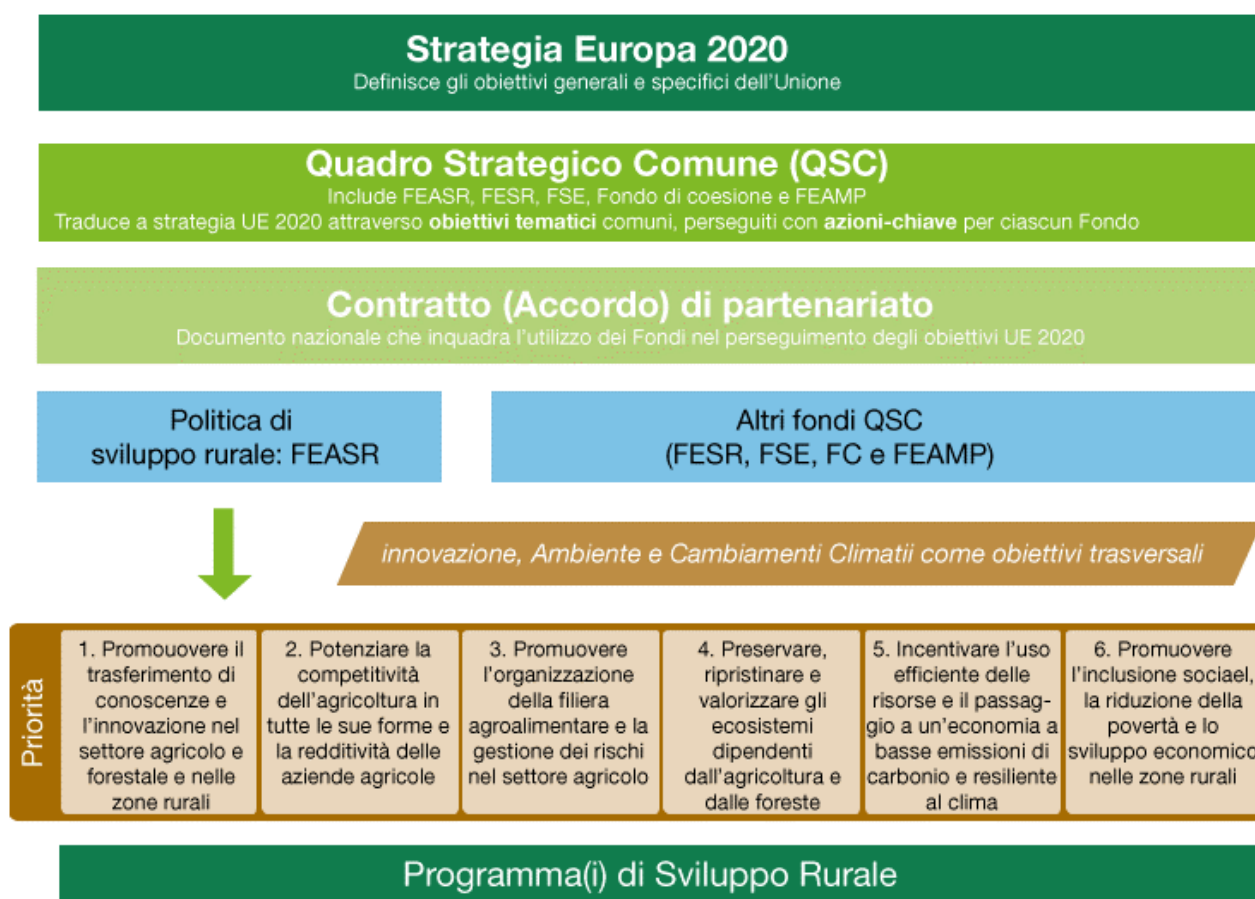 Strategia Europa 2020
Definisce gli obiettivi generali e specifici dell'Unione
Quadro Strategico Comune (QSC)
Include FEASR, FESR, FSE, Fondo di coesione e FEAMP
Traduce a strategia UE 2020 attraverso obiettivi tematici comuni, perseguiti con azioni-chiave per ciascun Fondo
Contratto (Accordo) di partenariato
Documento nazionale che inquadra l'utilizzo dei Fondi nel perseguimento degli obiettivi UE 2020
Politica di
sviluppo rurale: FEASR
Altri fondi QSC
(FESR, FSE, FC e FEAMP)
innovazione, Ambiente e Cambiamenti Climatii come obiettivi trasversali
Priorità
1. Promouovere il
trasferimento di
conoscenze e
l'innovazione nel
settore agricolo e
forestale e nelle
zone rurali
2. Potenziare la
competitività
dell'agricoltura in
tutte le sue forme e
la redditività delle
aziende agricole
3. Promuovere
l'organizzazione
della filiera
agroalimentare e la
gestione dei rischi
nel settore agricolo
4. Preservare,
ripristinare e
valorizzare gli
ecosistemi
dipendenti
dall'agricoltura e
dalle foreste
5. Incentivare l'uso
efficiente delle
risorse e il passag-
gio a un'economia a
basse emissioni di
carbonio e resiliente
al clima
6. Promuovere
l'inclusione sociael,
la riduzione della
povertà e lo
sviluppo economico
nelle zone rurali
Programma(i) di Sviluppo Rurale